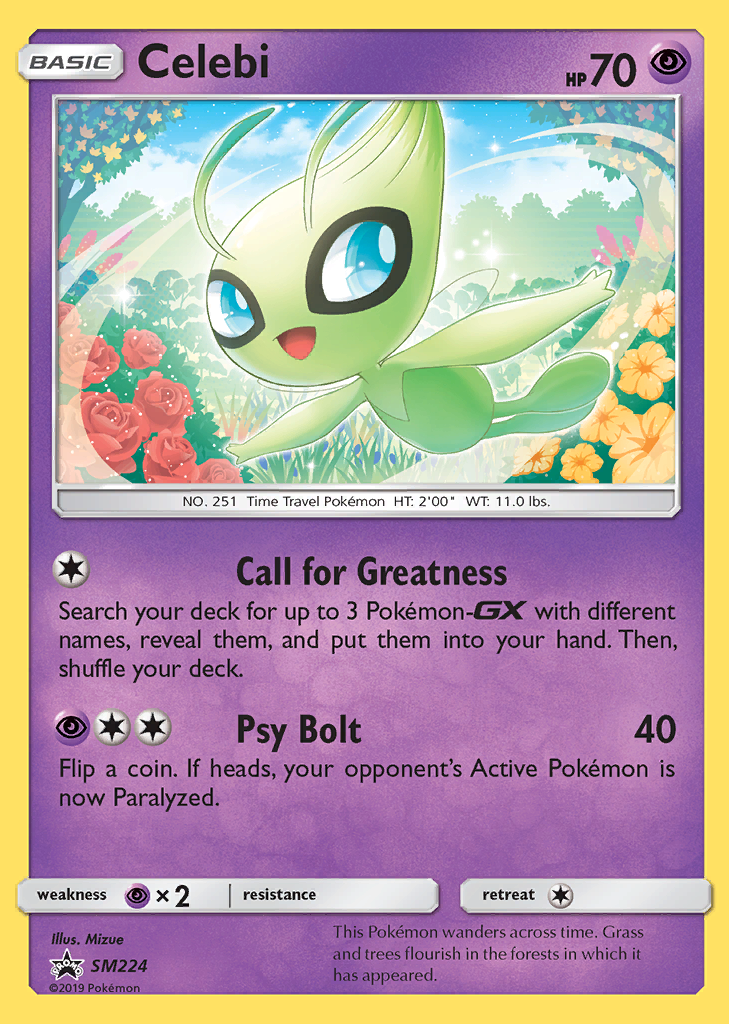 BASIC Celebi HP 70
NO. 251 Time Travel Pokémon HT: 2'00" WT: 11.0 lbs.
Call for Greatness
Search your deck for up to 3 Pokémon-GX with different
names, reveal them, and put them into your hand. Then,
shuffle your deck.
Psy Bolt 40
Flip a coin. If heads, your opponent's Active Pokémon is
now Paralyzed.
weakness ×2 resistance retreat
Illus. Mizue
PROMO SM224
©2019 Pokémon
This Pokémon wanders across time. Grass
and trees flourish in the forests in which it
has appeared.